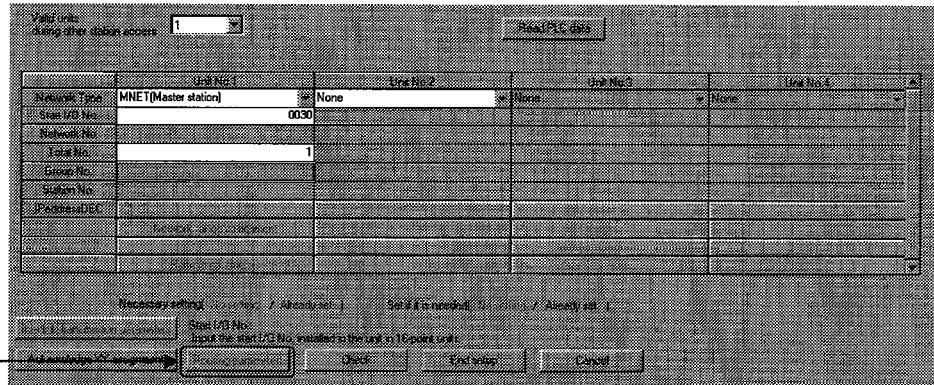 Valid units
during other station access
1
Read PLC data
Unit No.1 Unit No.2 Unit No.3 Unit No.4
Network Type MNET(Master station) None None None
Start I/O No. 0030
Network No.
Total No. 1
Group No.
Station No.
IPaddressDEC
Necessary setting( / Already set ) Set if it is needed( / Already set )
Start I/O No. :
Input the start I/O No. installed to the unit in 16-point units
Acknowledge XY assignment
Check
End setup
Cancel